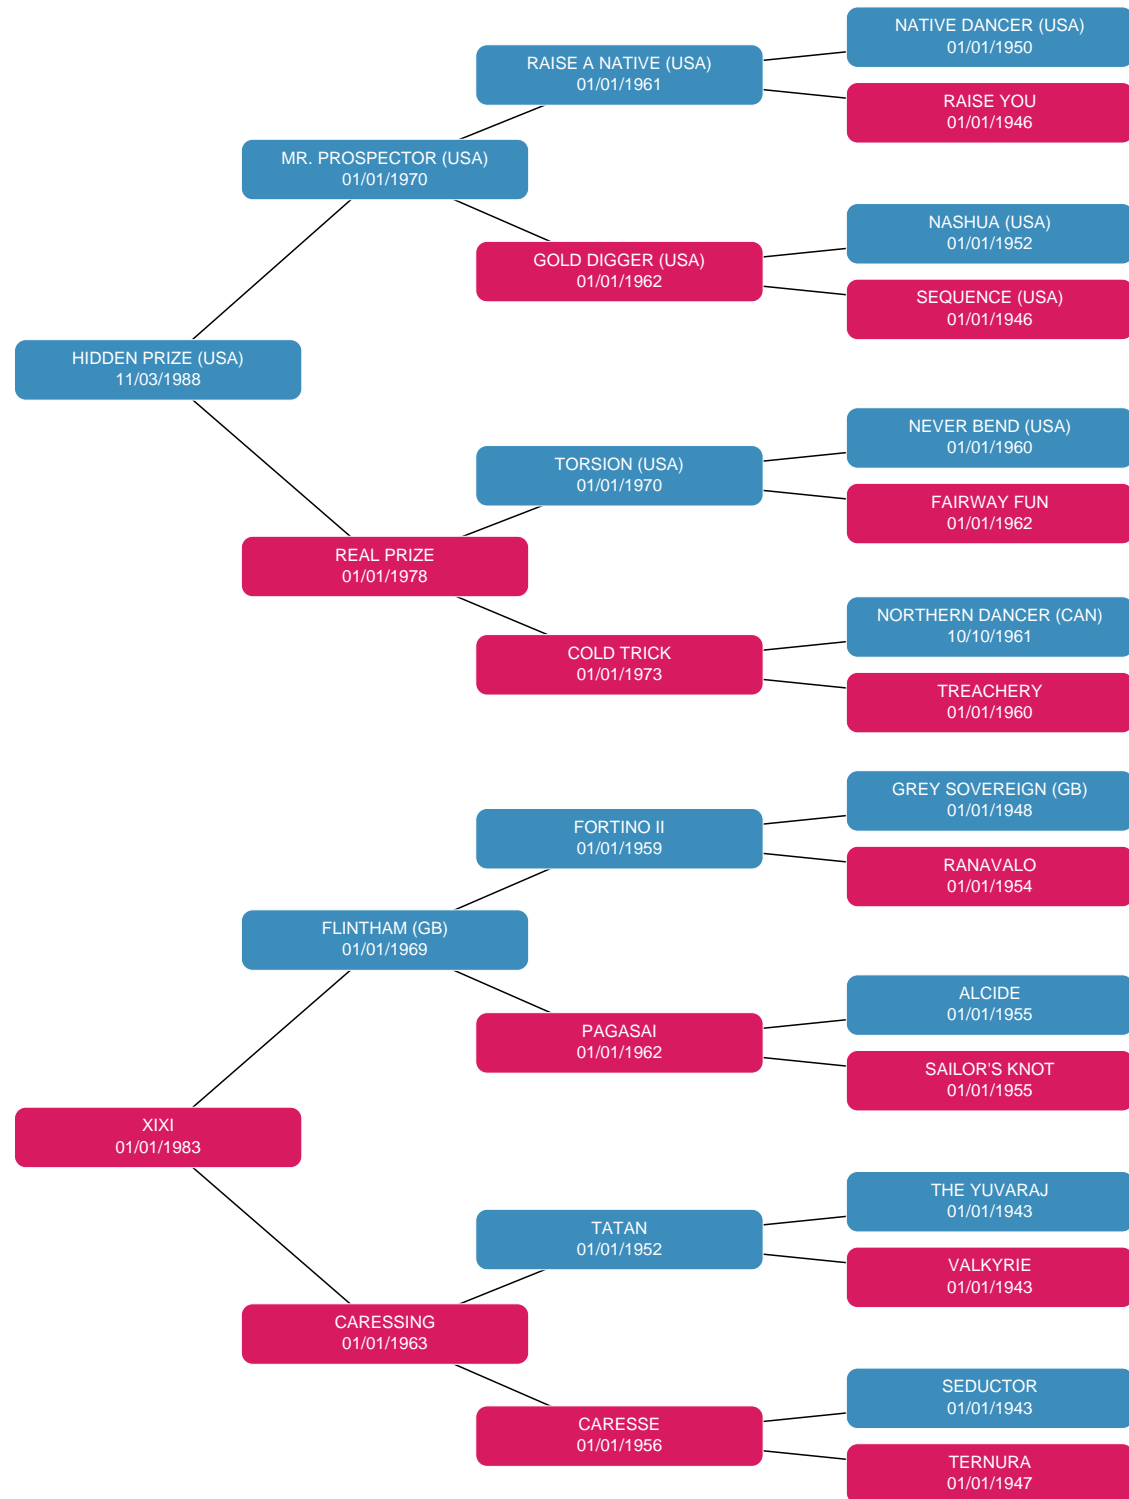 NATIVE DANCER (USA)
01/01/1950
RAISE A NATIVE (USA)
01/01/1961
RAISE YOU
01/01/1946
MR. PROSPECTOR (USA)
01/01/1970
NASHUA (USA)
01/01/1952
GOLD DIGGER (USA)
01/01/1962
SEQUENCE (USA)
01/01/1946
HIDDEN PRIZE (USA)
11/03/1988
NEVER BEND (USA)
01/01/1960
TORSION (USA)
01/01/1970
FAIRWAY FUN
01/01/1962
REAL PRIZE
01/01/1978
NORTHERN DANCER (CAN)
10/10/1961
COLD TRICK
01/01/1973
TREACHERY
01/01/1960
GREY SOVEREIGN (GB)
01/01/1948
FORTINO II
01/01/1959
RANAVALO
01/01/1954
FLINTHAM (GB)
01/01/1969
ALCIDE
01/01/1955
PAGASAI
01/01/1962
SAILOR'S KNOT
01/01/1955
XIXI
01/01/1983
THE YUVARAJ
01/01/1943
TATAN
01/01/1952
VALKYRIE
01/01/1943
CARESSING
01/01/1963
SEDUCTOR
01/01/1943
CARESSE
01/01/1956
TERNURA
01/01/1947